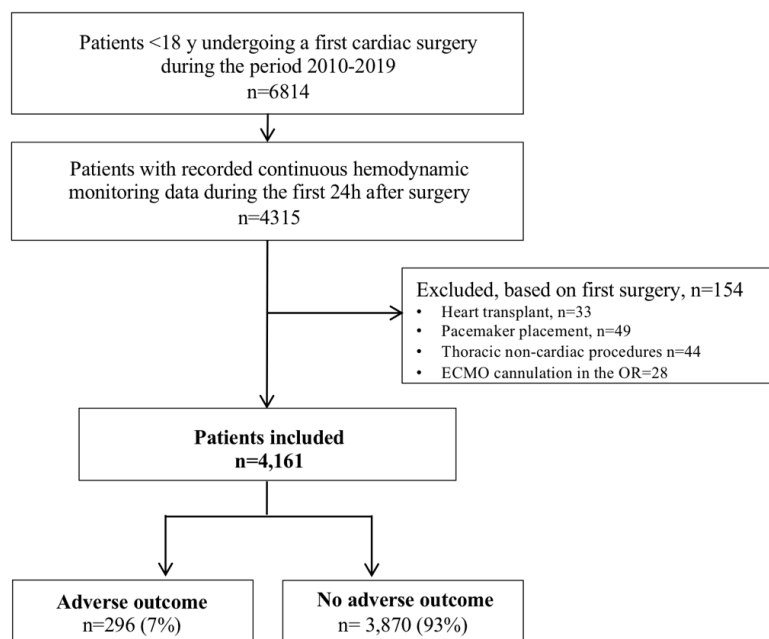 Patients <18 y undergoing a first cardiac surgery
during the period 2010-2019
n=6814
Patients with recorded continuous hemodynamic
monitoring data during the first 24h after surgery
n=4315
Excluded, based on first surgery, n=154
• Heart transplant, n=33
• Pacemaker placement, n=49
• Thoracic non-cardiac procedures n=44
• ECMO cannulation in the OR=28
Patients included
n=4,161
Adverse outcome
n=296 (7%)
No adverse outcome
n= 3,870 (93%)